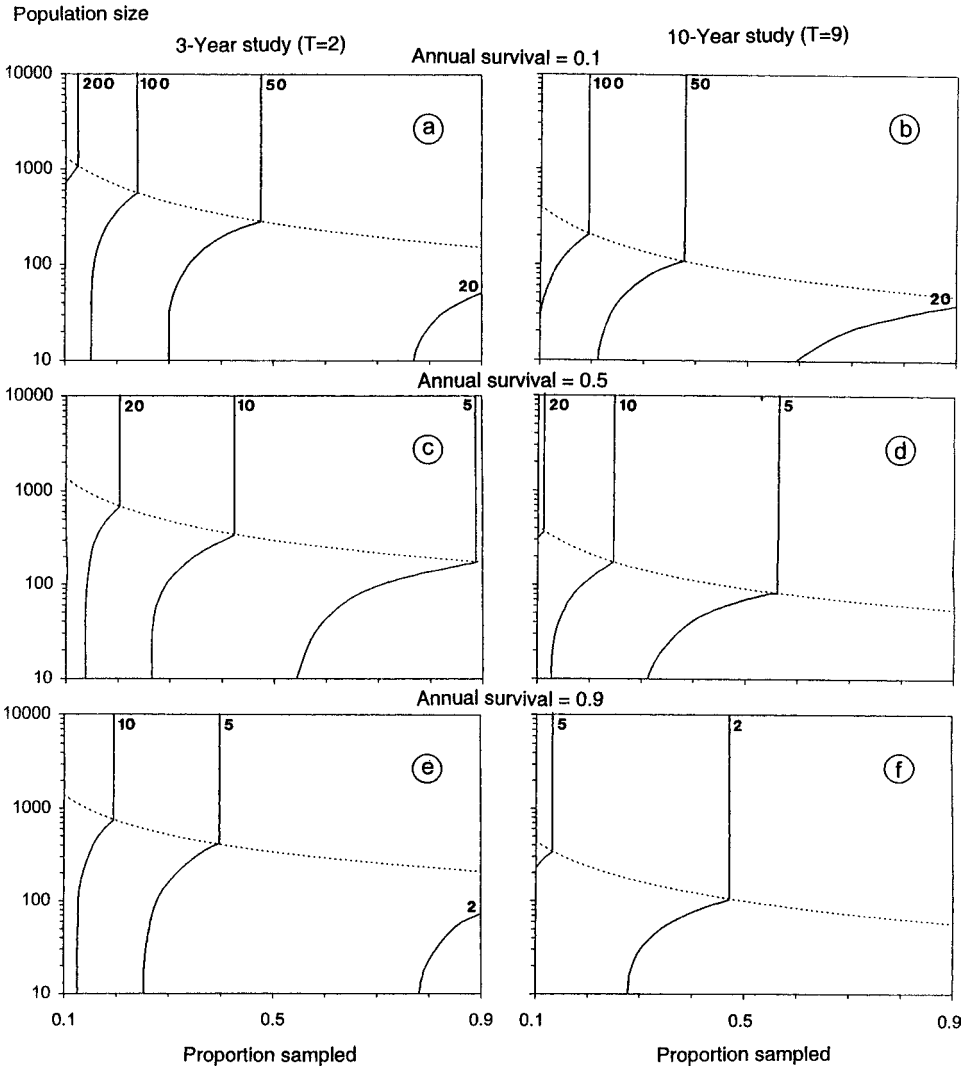 Population size
3-Year study (T=2)
10-Year study (T=9)
Annual survival = 0.1
10000
1000
100
10
200
100
50
20
a
100
50
20
b
Annual survival = 0.5
10000
1000
100
10
20
10
5
c
20
10
5
d
Annual survival = 0.9
10000
1000
100
10
10
5
2
e
5
2
f
0.1
0.5
0.9
0.1
0.5
0.9
Proportion sampled
Proportion sampled